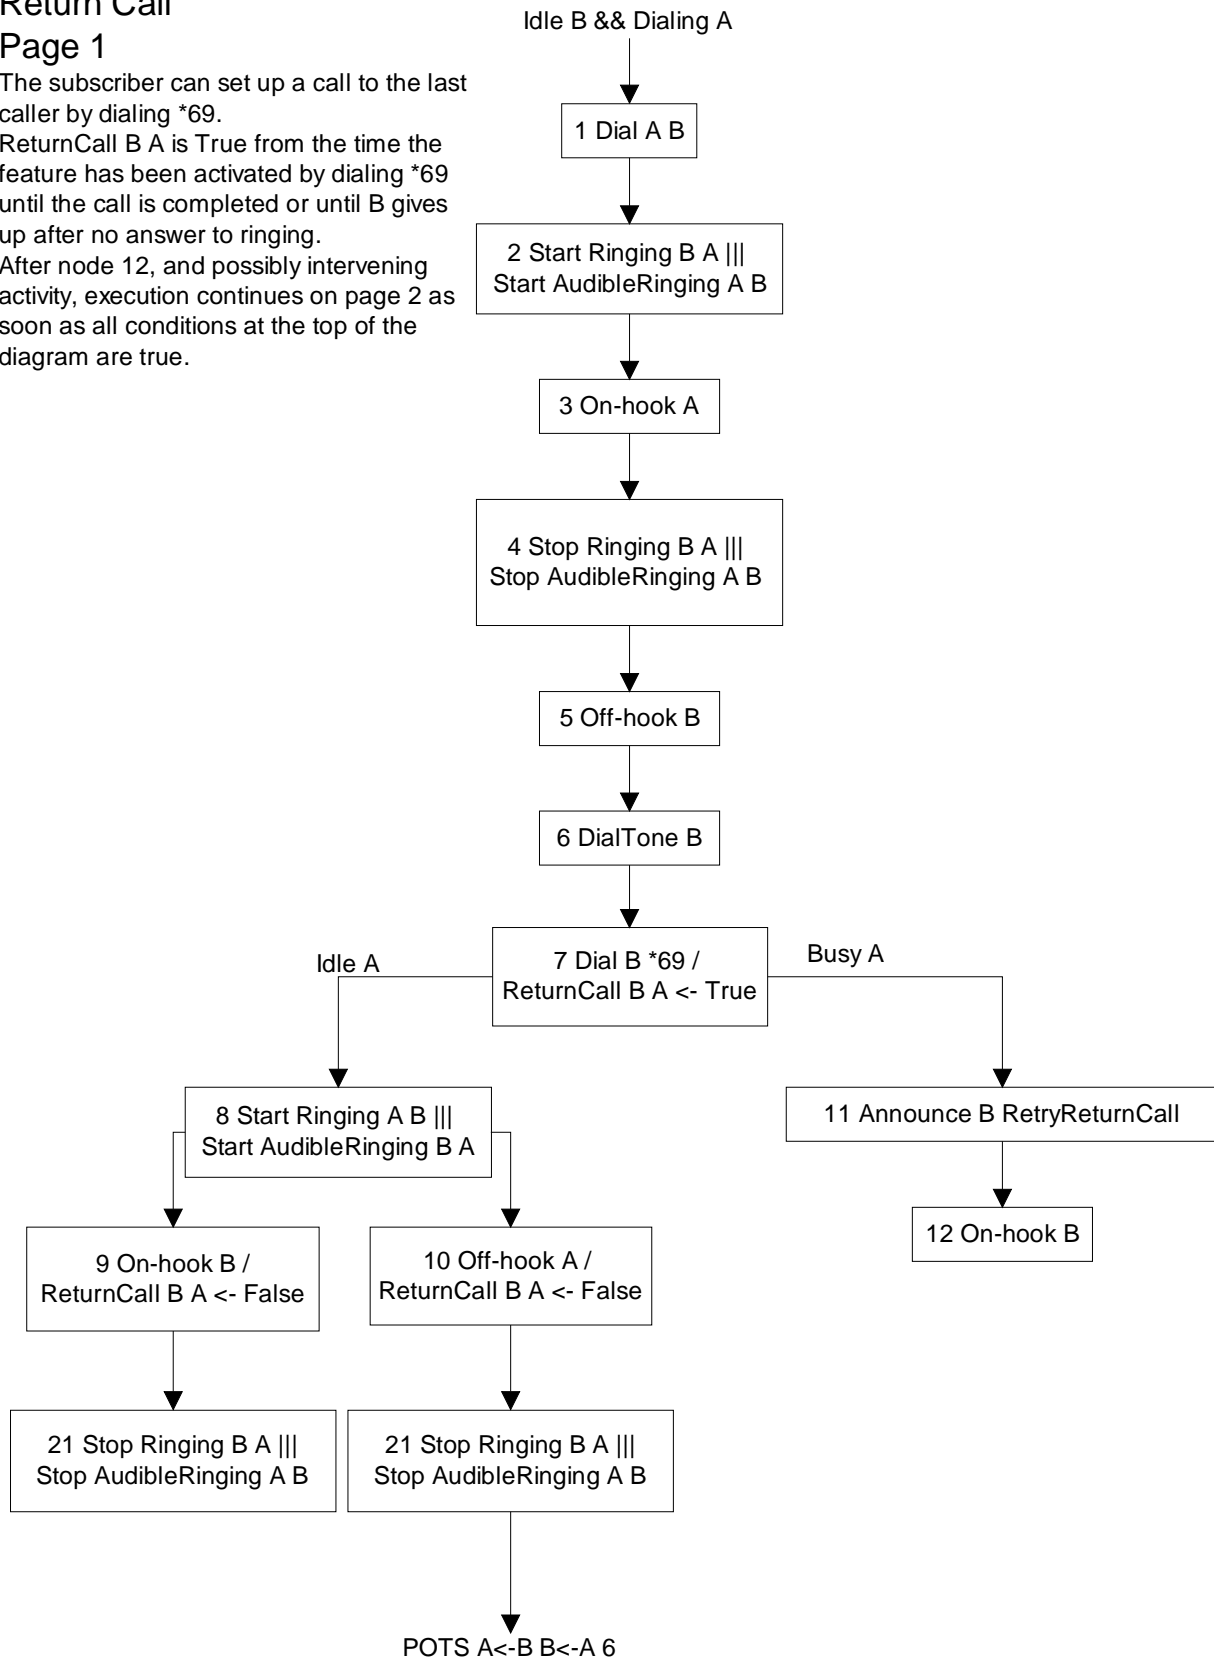 Return Call
Page 1
The subscriber can set up a call to the last
caller by dialing *69.
ReturnCall B A is True from the time the
feature has been activated by dialing *69
until the call is completed or until B gives
up after no answer to ringing.
After node 12, and possibly intervening
activity, execution continues on page 2 as
soon as all conditions at the top of the
diagram are true.
Idle B && Dialing A
1 Dial A B
2 Start Ringing B A |||
Start AudibleRinging A B
3 On-hook A
4 Stop Ringing B A |||
Stop AudibleRinging A B
5 Off-hook B
6 DialTone B
7 Dial B *69 /
ReturnCall B A <- True
Idle A
Busy A
8 Start Ringing A B |||
Start AudibleRinging B A
11 Announce B RetryReturnCall
9 On-hook B /
ReturnCall B A <- False
10 Off-hook A /
ReturnCall B A <- False
12 On-hook B
21 Stop Ringing B A |||
Stop AudibleRinging A B
21 Stop Ringing B A |||
Stop AudibleRinging A B
POTS A<-B B<-A 6